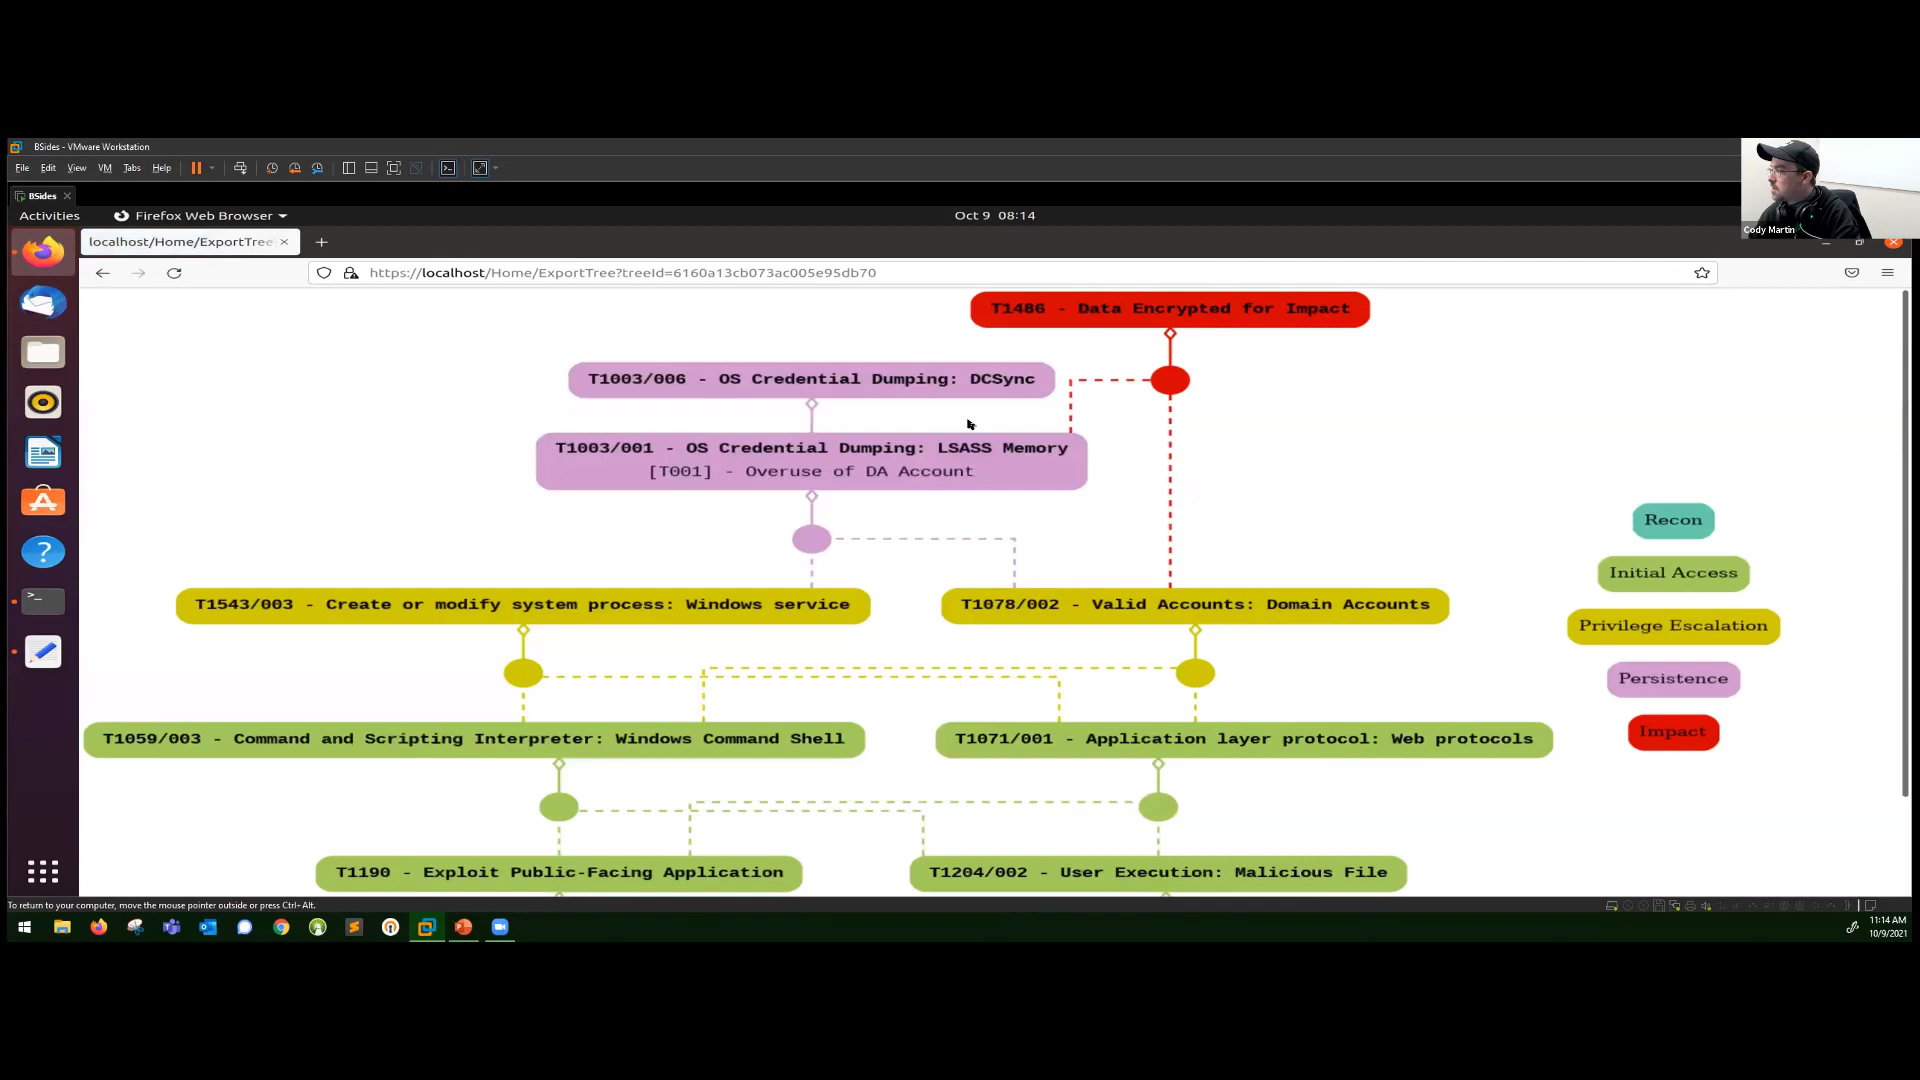 BSides - VMware Workstation
File Edit View VM Tabs Help
BSides
Activities Firefox Web Browser Oct 9 08:14
Cody Martin
localhost/Home/ExportTree
https://localhost/Home/ExportTree?treeId=6160a13cb073ac005e95db70
T1486 - Data Encrypted for Impact
T1003/006 - OS Credential Dumping: DCSync
T1003/001 - OS Credential Dumping: LSASS Memory
[T001] - Overuse of DA Account
Recon
Initial Access
Privilege Escalation
Persistence
Impact
T1543/003 - Create or modify system process: Windows service
T1078/002 - Valid Accounts: Domain Accounts
T1059/003 - Command and Scripting Interpreter: Windows Command Shell
T1071/001 - Application layer protocol: Web protocols
T1190 - Exploit Public-Facing Application
T1204/002 - User Execution: Malicious File
To return to your computer, move the mouse pointer outside or press Ctrl+Alt.
11:14 AM
10/9/2021